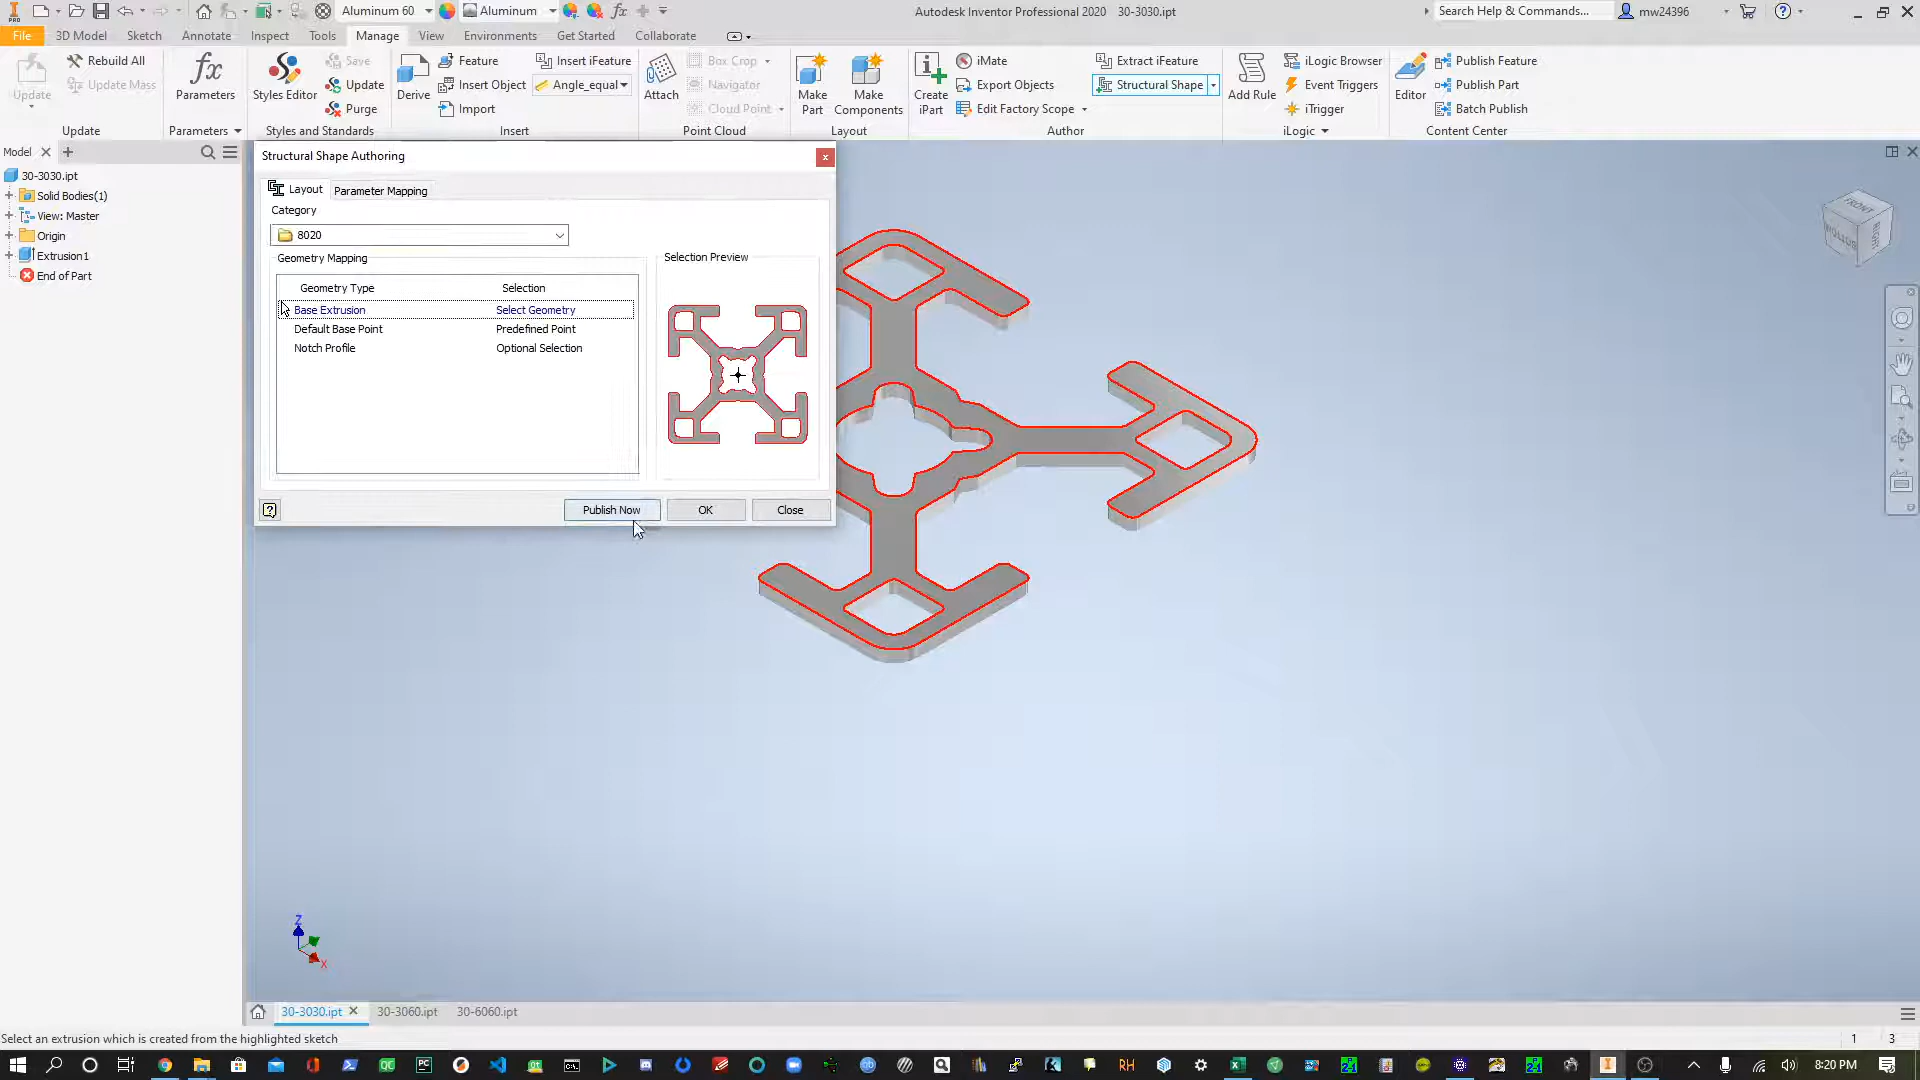 Aluminum 60
Aluminum
Autodesk Inventor Professional 2020 30-3030.ipt
Search Help & Commands...
mw24396
File 3D Model Sketch Annotate Inspect Tools Manage View Environments Get Started Collaborate
Update
Rebuild All
Update Mass
Update
Parameters
Parameters
Styles Editor
Save
Update
Purge
Styles and Standards
Derive
Feature
Insert Object
Import
Insert iFeature
Angle_equal
Insert
Attach
Box Crop
Navigator
Cloud Point
Point Cloud
Make
Part
Make
Components
Layout
Create
iPart
iMate
Export Objects
Edit Factory Scope
Extract iFeature
Structural Shape
Author
Add Rule
iLogic Browser
Event Triggers
iTrigger
iLogic
Editor
Publish Feature
Publish Part
Batch Publish
Content Center
Model
30-3030.ipt
Solid Bodies(1)
View: Master
Origin
Extrusion1
End of Part
Structural Shape Authoring
Layout
Parameter Mapping
Category
8020
Geometry Mapping
Geometry Type Selection
Base Extrusion Select Geometry
Default Base Point Predefined Point
Notch Profile Optional Selection
Selection Preview
Publish Now
OK
Close
FRONT
RIGHT
BOTTOM
Z
X
30-3030.ipt
30-3060.ipt
30-6060.ipt
Select an extrusion which is created from the highlighted sketch
1 3
8:20 PM